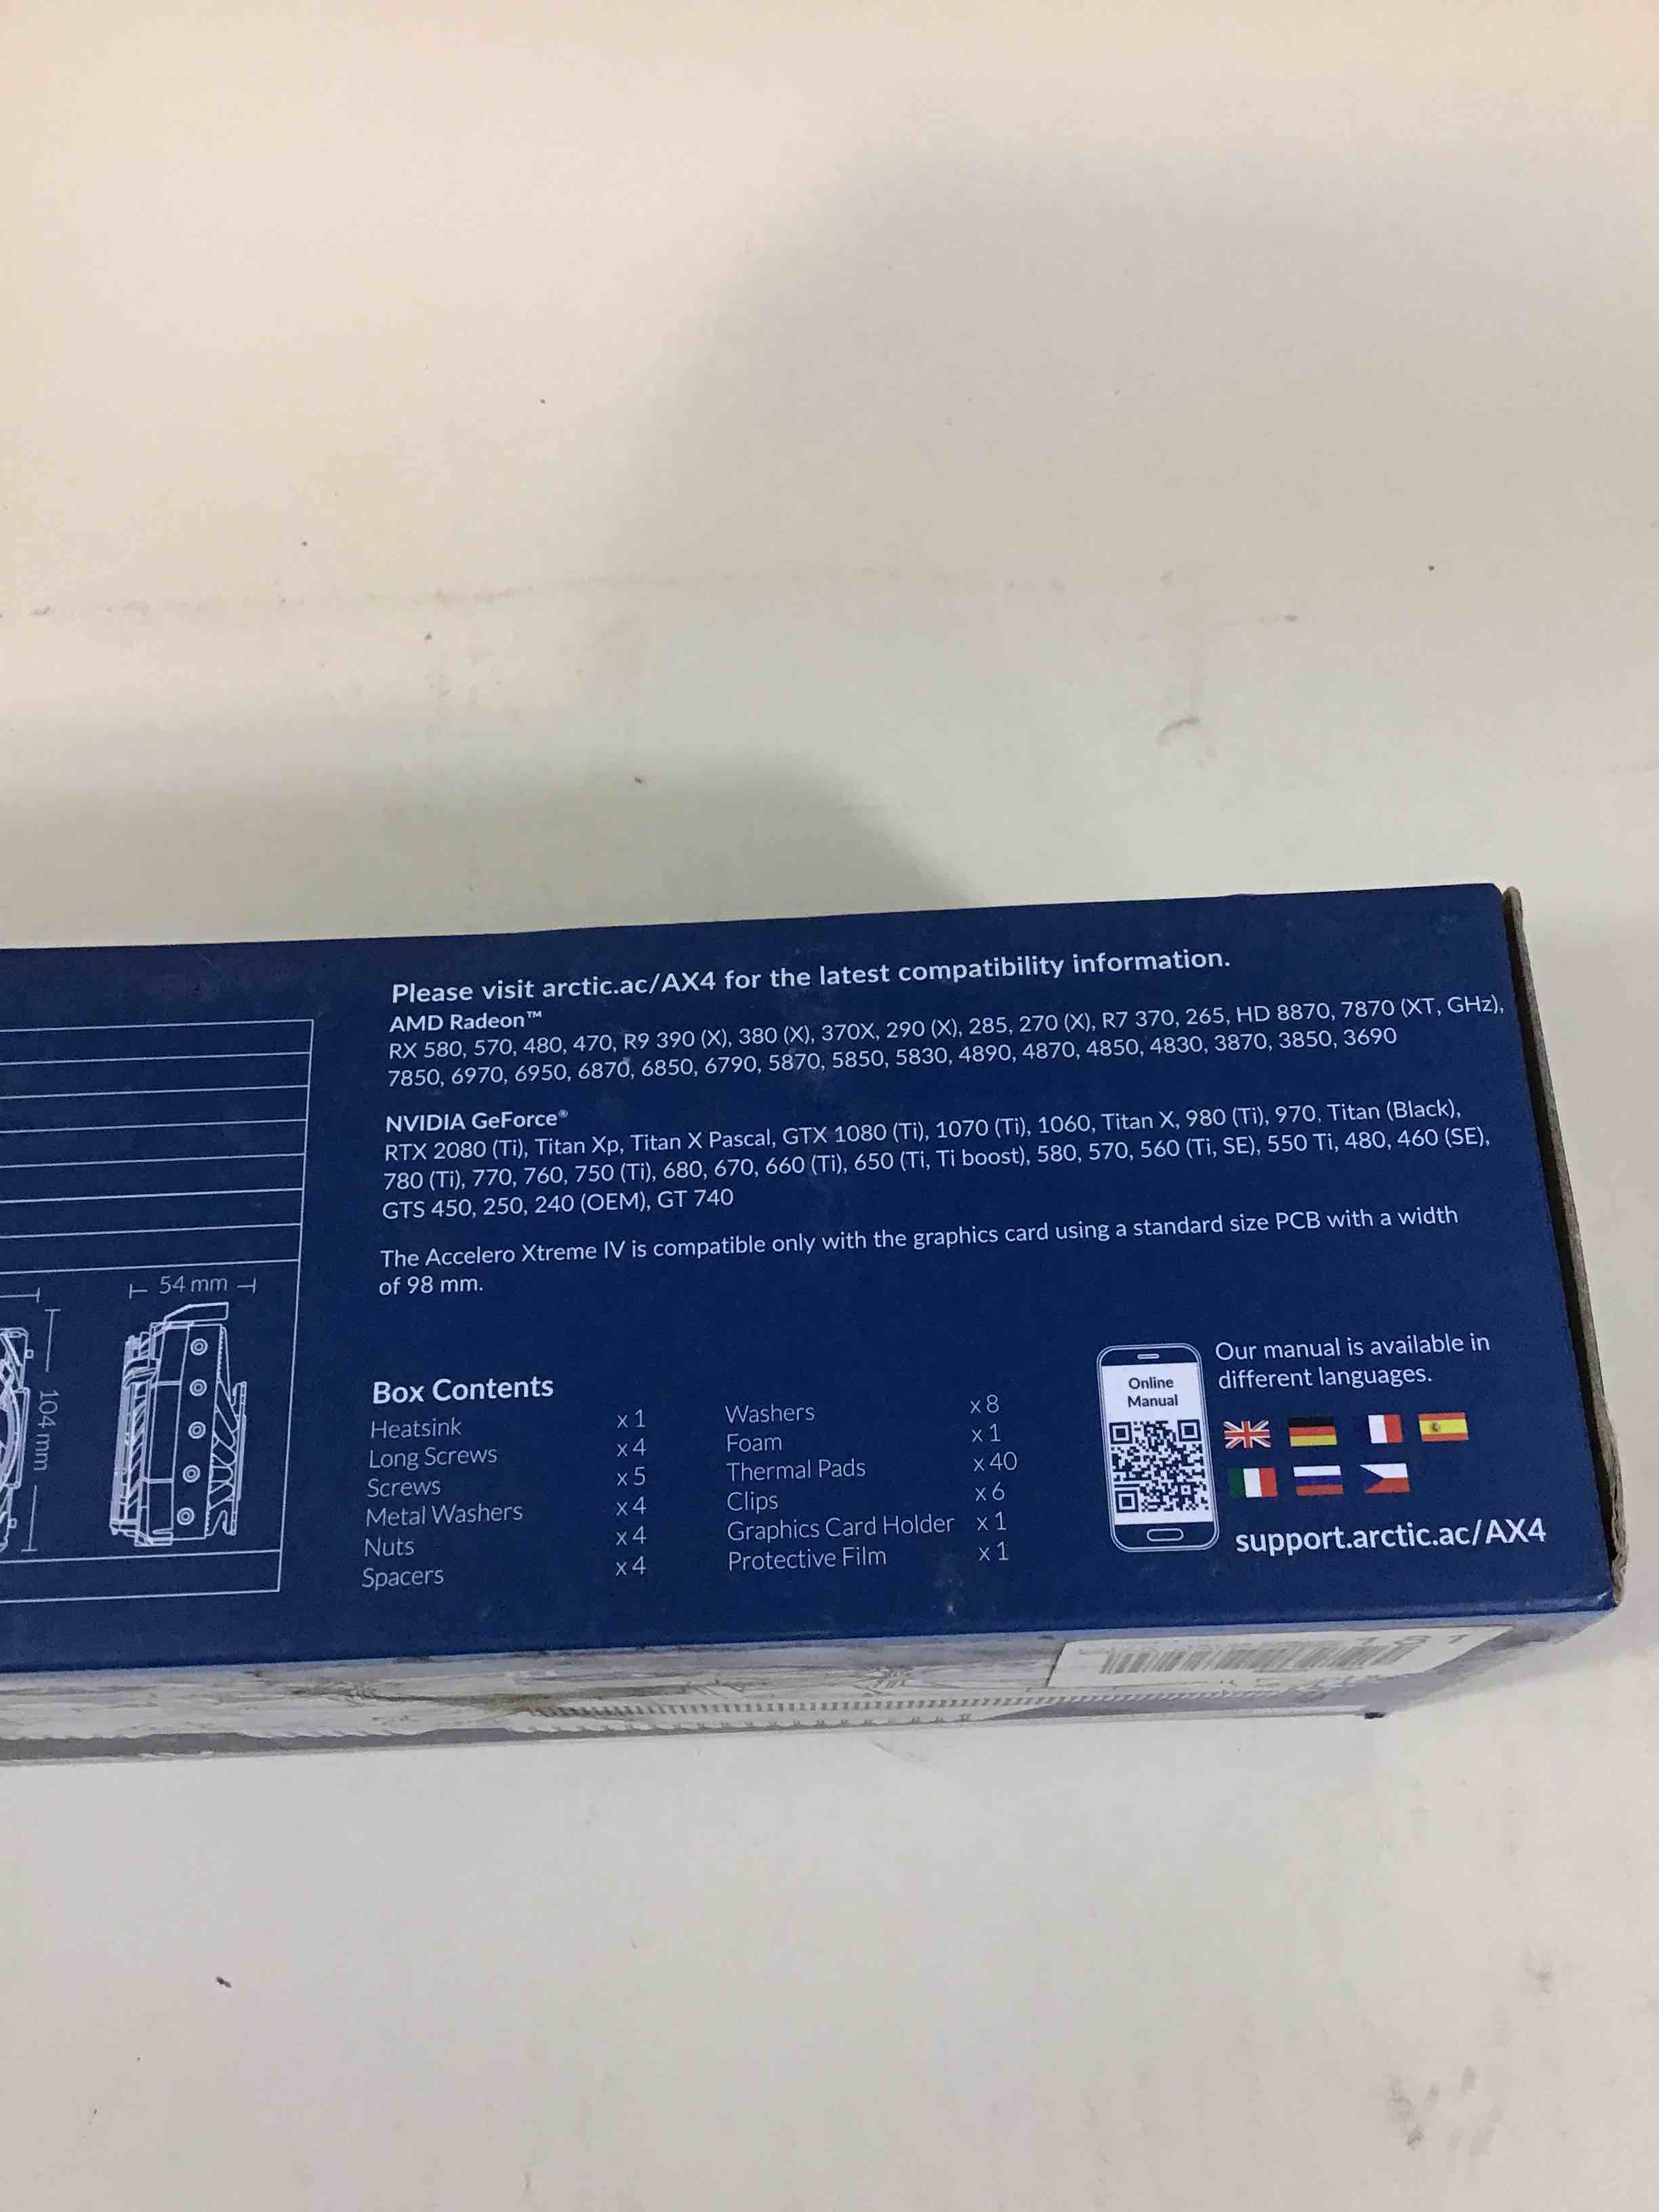 Please visit arctic.ac/AX4 for the latest compatibility information.
AMD Radeon™
RX 580, 570, 480, 470, R9 390 (X), 380 (X), 370X, 290 (X), 285, 270 (X), R7 370, 265, HD 8870, 7870 (XT, GHz),
7850, 6970, 6950, 6870, 6850, 6790, 5870, 5850, 5830, 4890, 4870, 4850, 4830, 3870, 3850, 3690
NVIDIA GeForce®
RTX 2080 (Ti), Titan Xp, Titan X Pascal, GTX 1080 (Ti), 1070 (Ti), 1060, Titan X, 980 (Ti), 970, Titan (Black),
780 (Ti), 770, 760, 750 (Ti), 680, 670, 660 (Ti), 650 (Ti, Ti boost), 580, 570, 560 (Ti, SE), 550 Ti, 480, 460 (SE),
GTS 450, 250, 240 (OEM), GT 740
The Accelero Xtreme IV is compatible only with the graphics card using a standard size PCB with a width
of 98 mm.
54 mm
104 mm
Box Contents
Heatsink x 1
Long Screws x 4
Screws x 5
Metal Washers x 4
Nuts x 4
Spacers x 4
Washers x 8
Foam x 1
Thermal Pads x 40
Clips x 6
Graphics Card Holder x 1
Protective Film x 1
Online
Manual
Our manual is available in
different languages.
support.arctic.ac/AX4